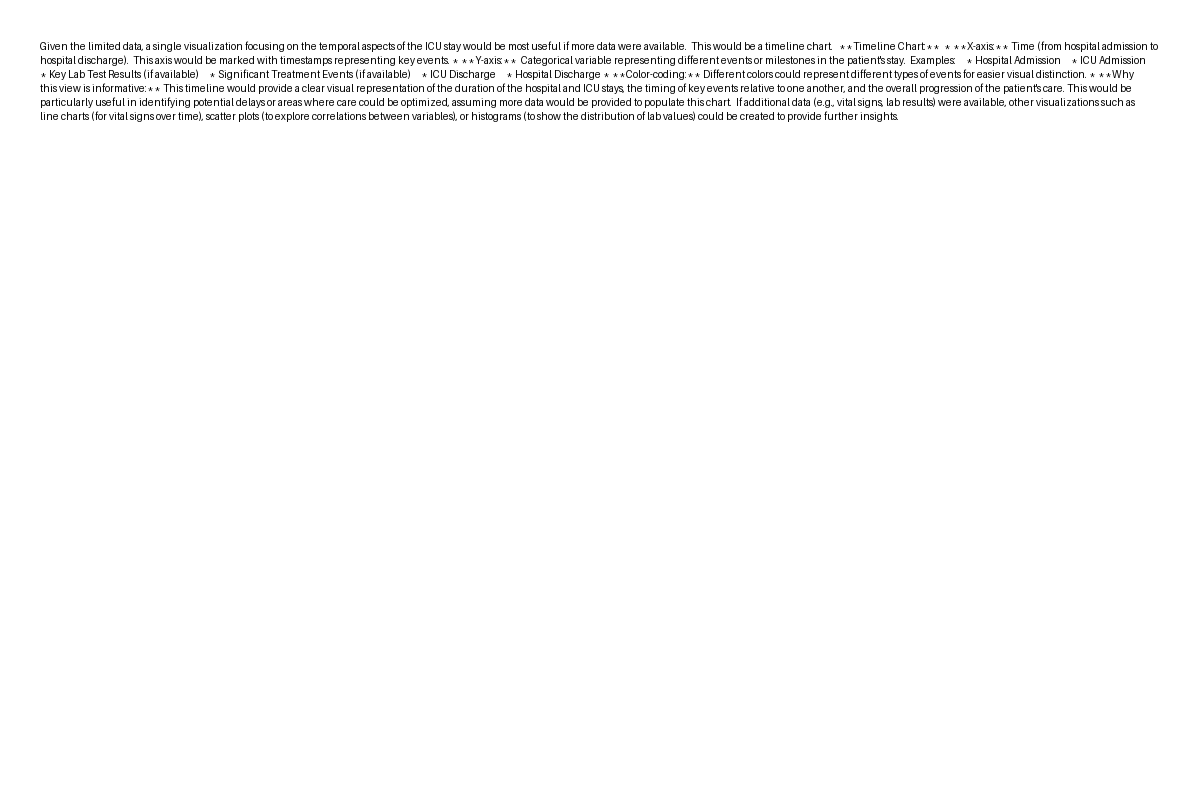 Given the limited data, a single visualization focusing on the temporal aspects of the ICU stay would be most useful if more data were available.  This would be a timeline chart.  **Timeline Chart:**  * **X-axis:** Time (from hospital admission to
hospital discharge).  This axis would be marked with timestamps representing key events. * **Y-axis:** Categorical variable representing different events or milestones in the patient's stay.  Examples:    * Hospital Admission    * ICU Admission
* Key Lab Test Results (if available)    * Significant Treatment Events (if available)    * ICU Discharge    * Hospital Discharge * **Color-coding:** Different colors could represent different types of events for easier visual distinction. * **Why
this view is informative:** This timeline would provide a clear visual representation of the duration of the hospital and ICU stays, the timing of key events relative to one another, and the overall progression of the patient's care. This would be
particularly useful in identifying potential delays or areas where care could be optimized, assuming more data would be provided to populate this chart.  If additional data (e.g., vital signs, lab results) were available, other visualizations such as
line charts (for vital signs over time), scatter plots (to explore correlations between variables), or histograms (to show the distribution of lab values) could be created to provide further insights.